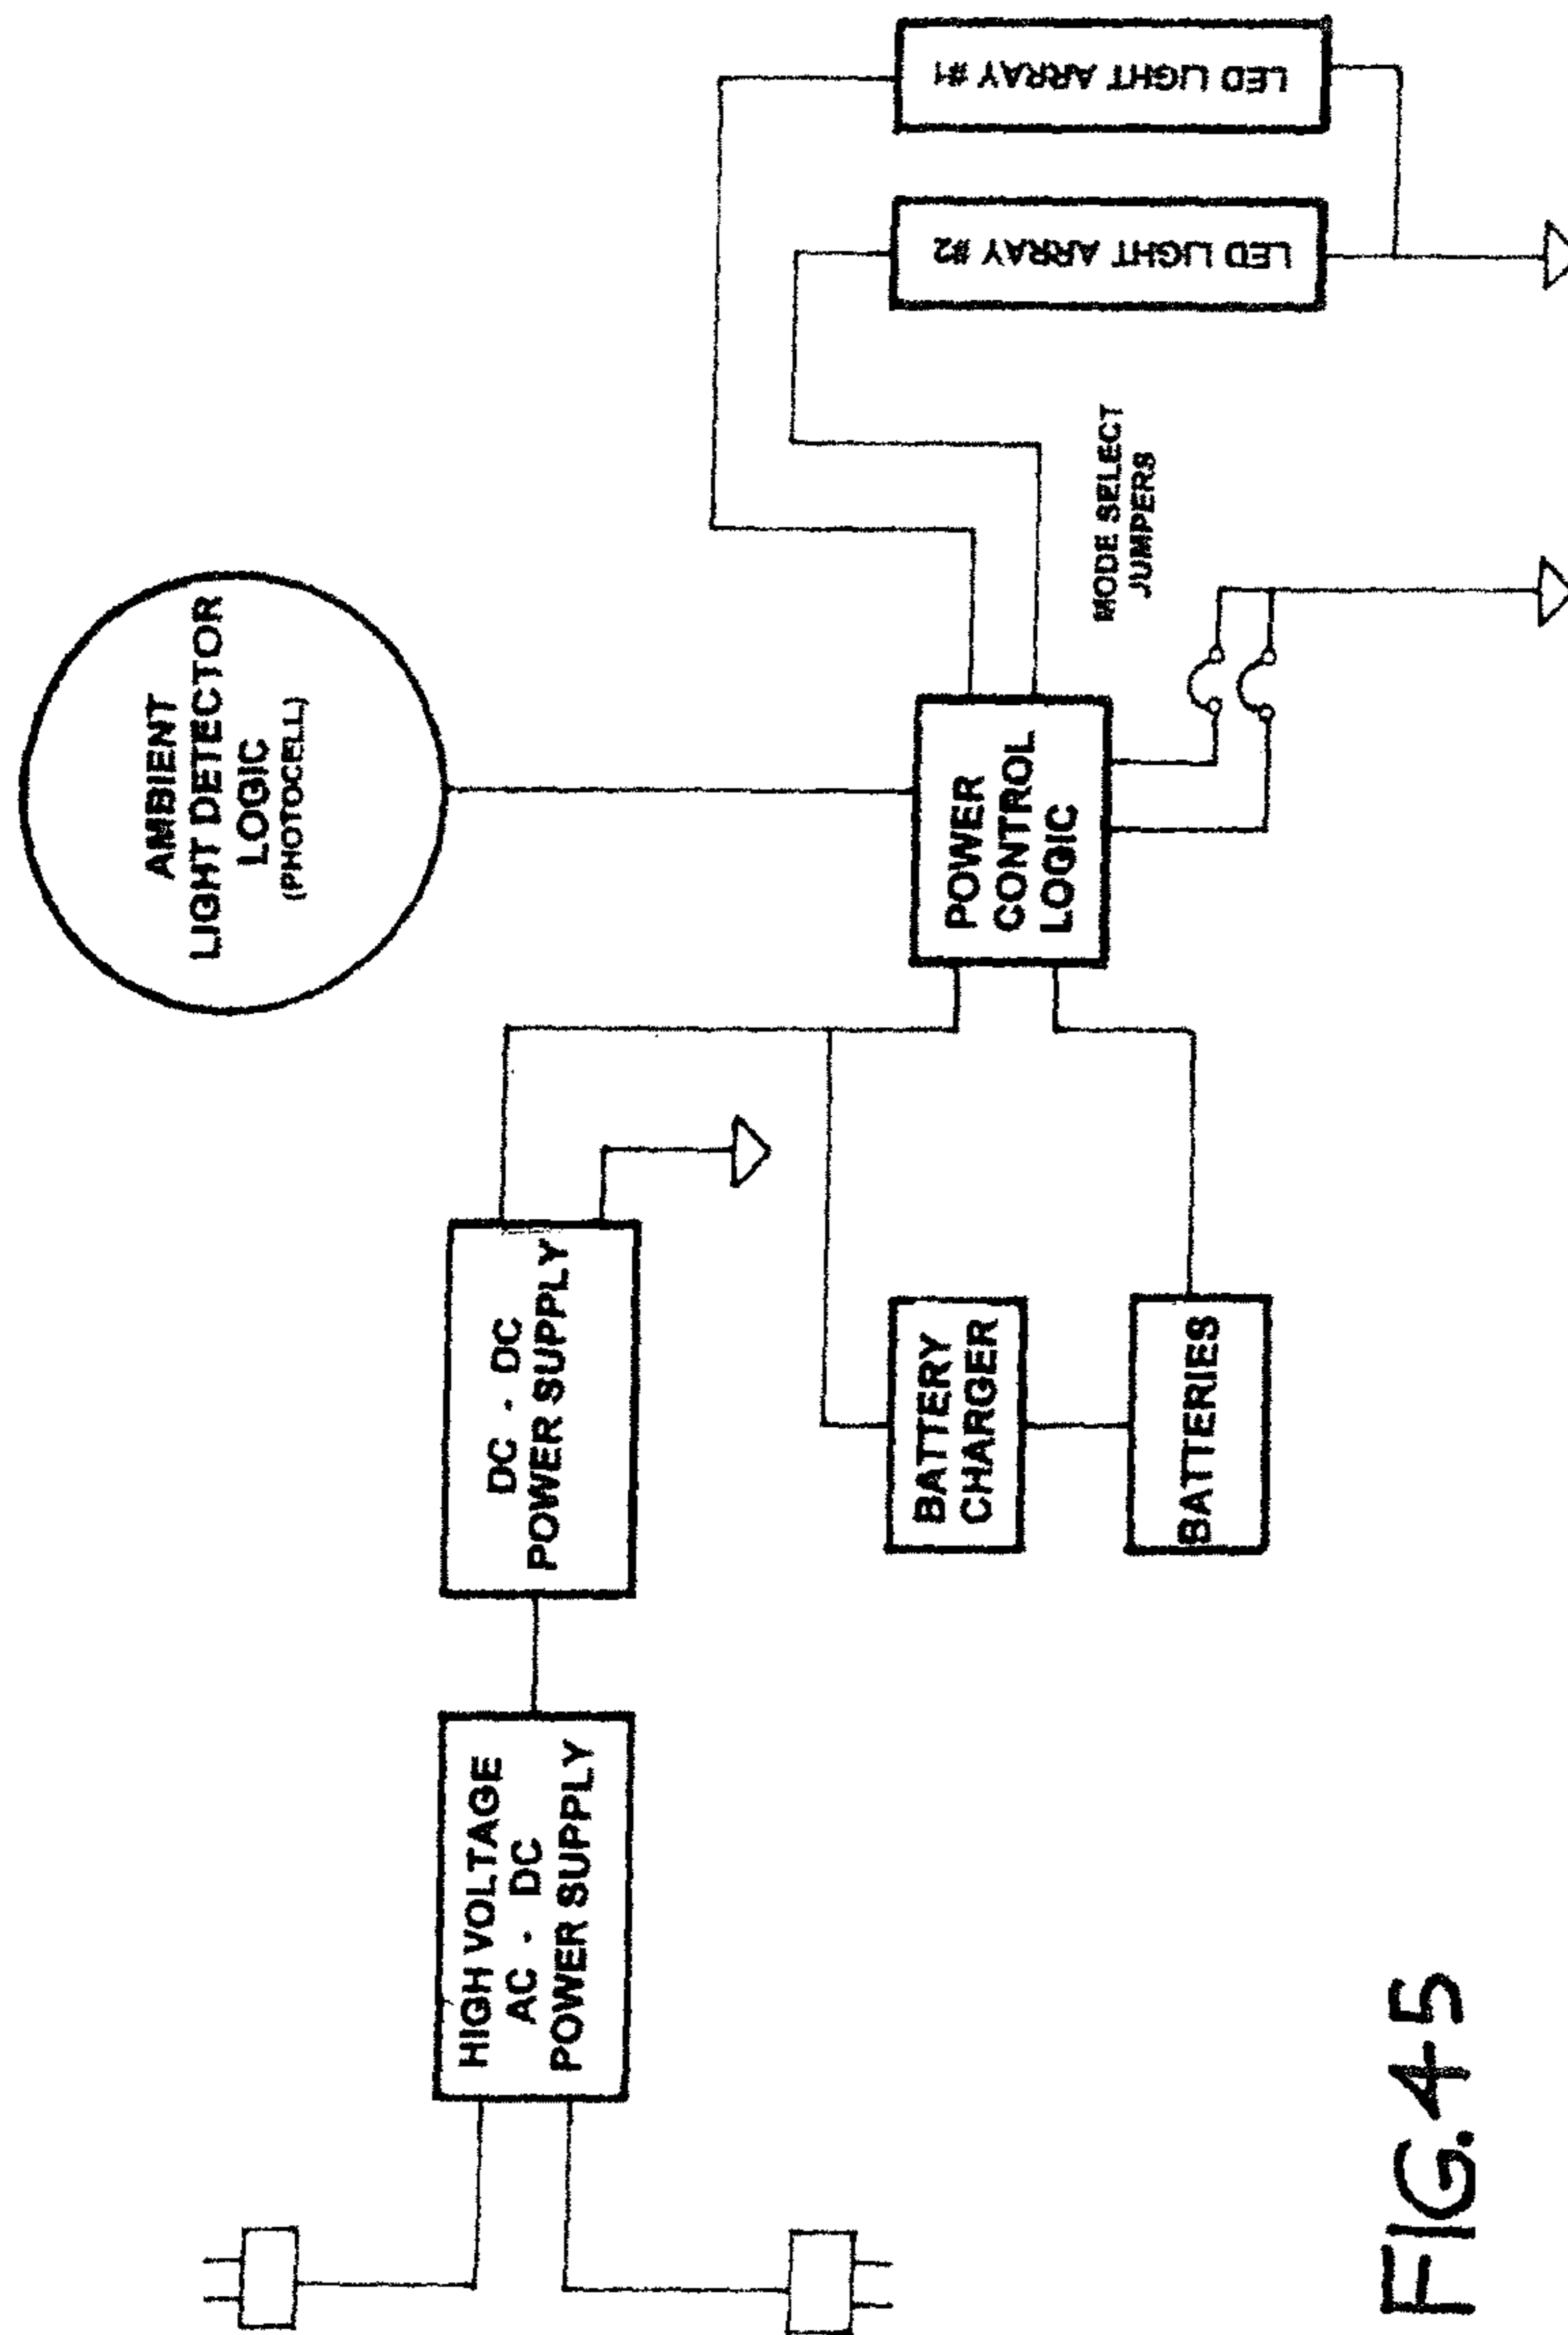 AMBIENT
LIGHT DETECTOR
LOGIC
(PHOTOCELL)
HIGH VOLTAGE
AC - DC
POWER SUPPLY
DC - DC
POWER SUPPLY
BATTERY
CHARGER
BATTERIES
POWER
CONTROL
LOGIC
MODE SELECT
JUMPERS
LED LIGHT ARRAY #2
LED LIGHT ARRAY #1
FIG.45